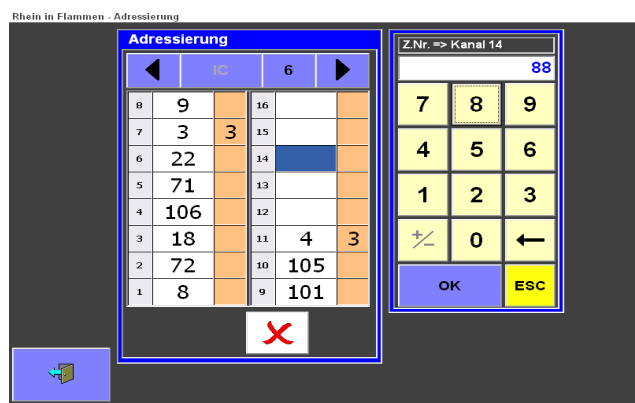 Rhein in Flammen - Adressierung
Adressierung
IC 6
8 9 16
7 3 3 15
6 22 14
5 71 13
4 106 12
3 18 11 4 3
2 72 10 105
1 8 9 101
Z.Nr. => Kanal 14
88
7 8 9
4 5 6
1 2 3
+/- 0 ←
OK ESC